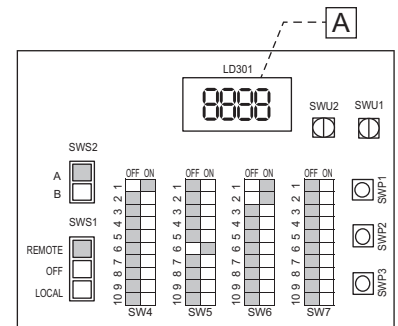 A
LD301
8888
SWU2 SWU1
SWS2
A
B
SWS1
REMOTE
OFF
LOCAL
OFF ON
1
2
3
4
5
6
7
8
9
10
SW4
OFF ON
1
2
3
4
5
6
7
8
9
10
SW5
OFF ON
1
2
3
4
5
6
7
8
9
10
SW6
OFF ON
1
2
3
4
5
6
7
8
9
10
SW7
SWP1
SWP2
SWP3